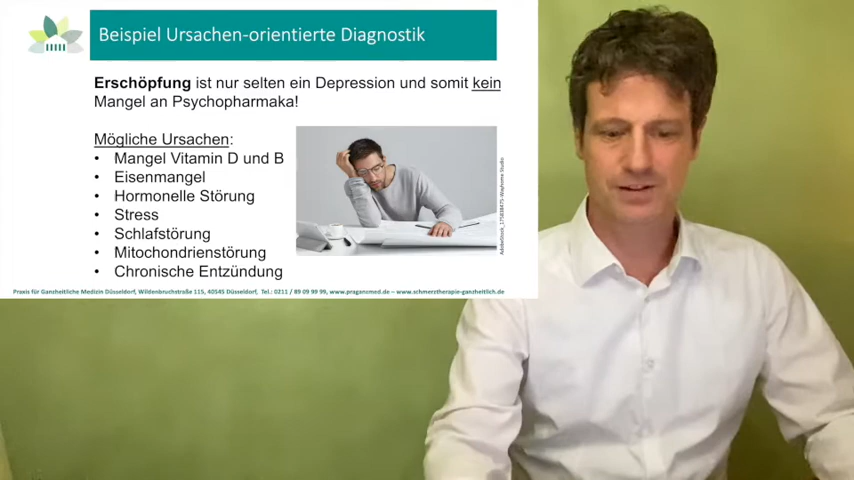 Beispiel Ursachen-orientierte Diagnostik
Erschöpfung ist nur selten ein Depression und somit kein
Mangel an Psychopharmaka!
Mögliche Ursachen:
• Mangel Vitamin D und B
• Eisenmangel
• Hormonelle Störung
• Stress
• Schlafstörung
• Mitochondrienstörung
• Chronische Entzündung
Praxis für Ganzheitliche Medizin Düsseldorf, Wildenbruchstraße 115, 40545 Düsseldorf, Tel.: 0211 / 89 09 99 99, www.praganzmed.de – www.schmerztherapie-ganzheitlich.de